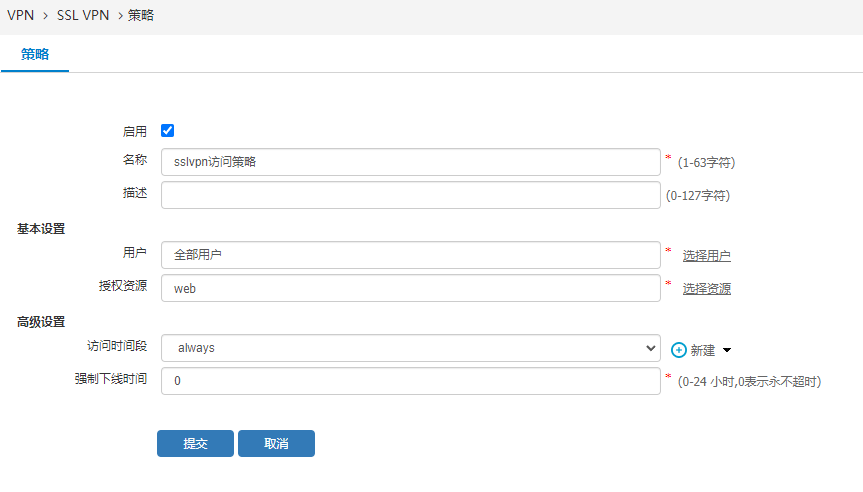 VPN > SSL VPN > 策略
策略
启用
名称 sslvpn访问策略 * (1-63字符)
描述 (0-127字符)
基本设置
用户 全部用户 * 选择用户
授权资源 web * 选择资源
高级设置
访问时间段 always 新建
强制下线时间 0 * (0-24 小时,0表示永不超时)
提交 取消